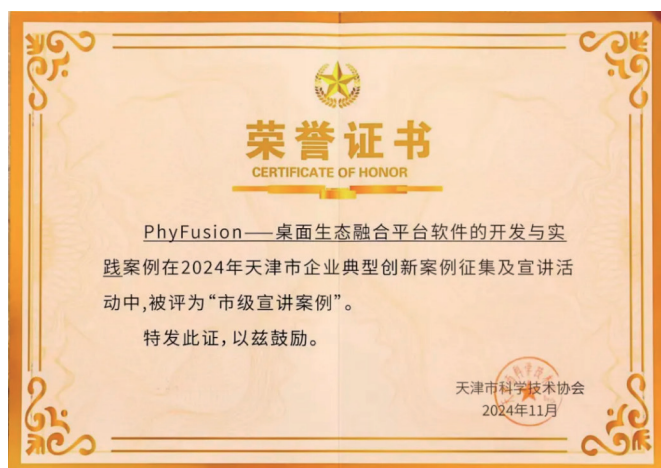 荣誉证书
CERTIFICATE OF HONOR
PhyFusion——桌面生态融合平台软件的开发与实
践案例在2024年天津市企业典型创新案例征集及宣讲活
动中,被评为“市级宣讲案例”。
特发此证,以兹鼓励。
天津市科学技术协会
2024年11月